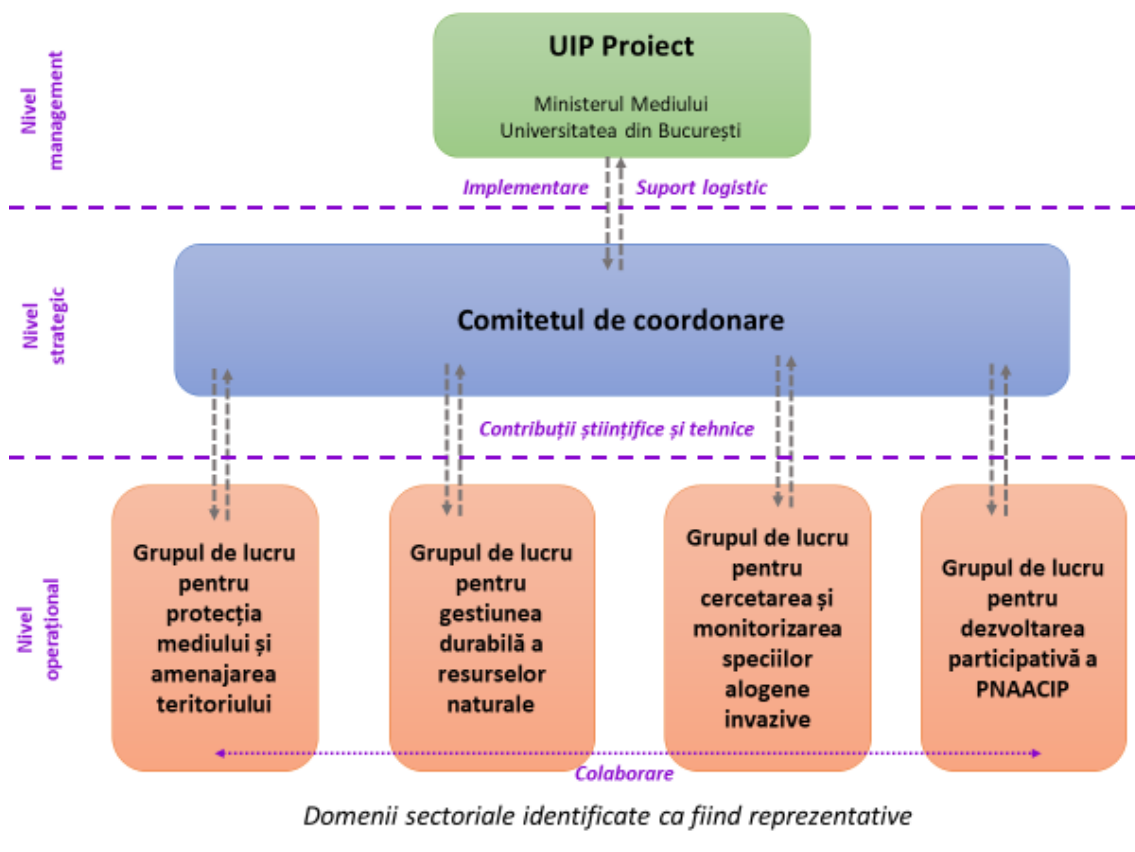 Nivel
management
UIP Proiect
Ministerul Mediului
Universitatea din București
Implementare
Suport logistic
Nivel
strategic
Comitetul de coordonare
Contribuții științifice și tehnice
Nivel
operațional
Grupul de lucru
pentru
protecția
mediului și
amenajarea
teritoriului
Grupul de lucru
pentru
gestiunea
durabilă a
resurselor
naturale
Grupul de lucru
pentru
cercetarea și
monitorizarea
speciilor
alogene
invazive
Grupul de lucru
pentru
dezvoltarea
participativă a
PNAACIP
Colaborare
Domenii sectoriale identificate ca fiind reprezentative